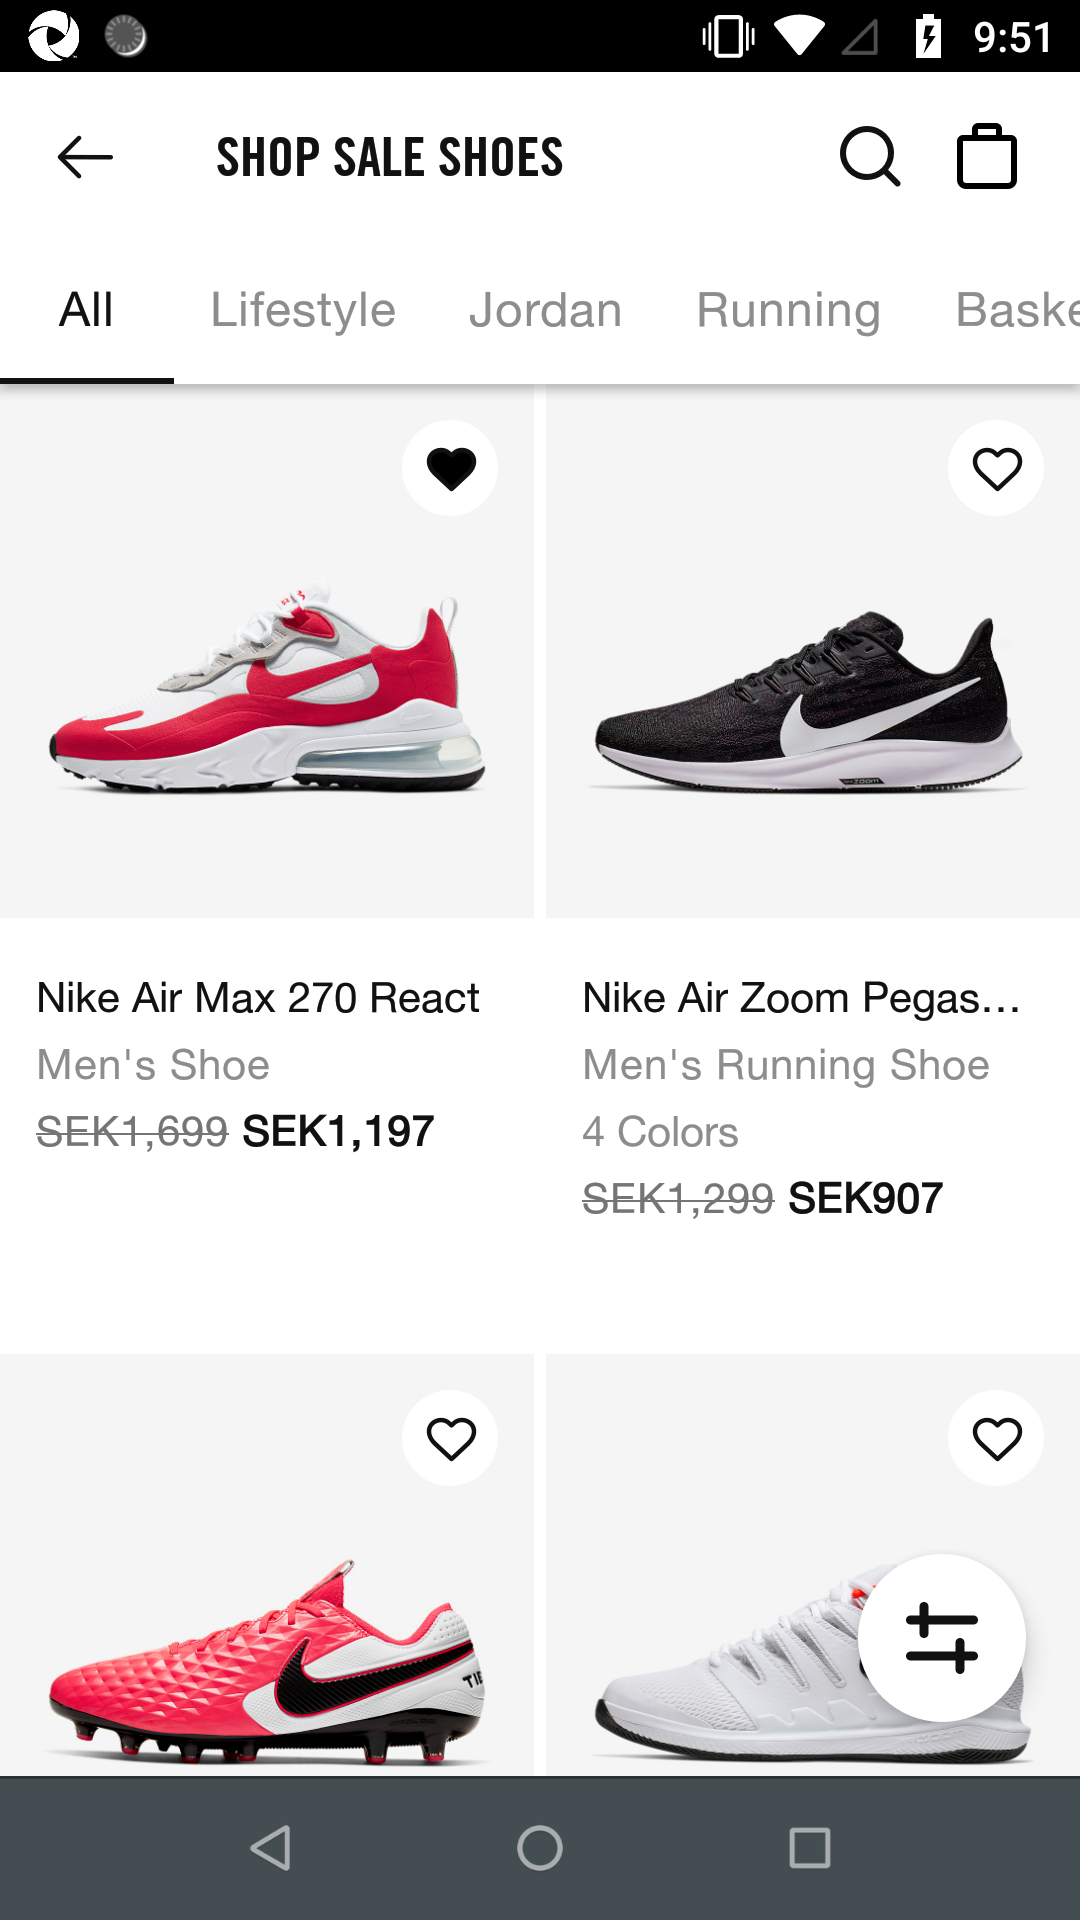 9:51
SHOP SALE SHOES
All Lifestyle Jordan Running Baske
Nike Air Max 270 React
Men's Shoe
SEK1,699 SEK1,197
Nike Air Zoom Pegas...
Men's Running Shoe
4 Colors
SEK1,299 SEK907